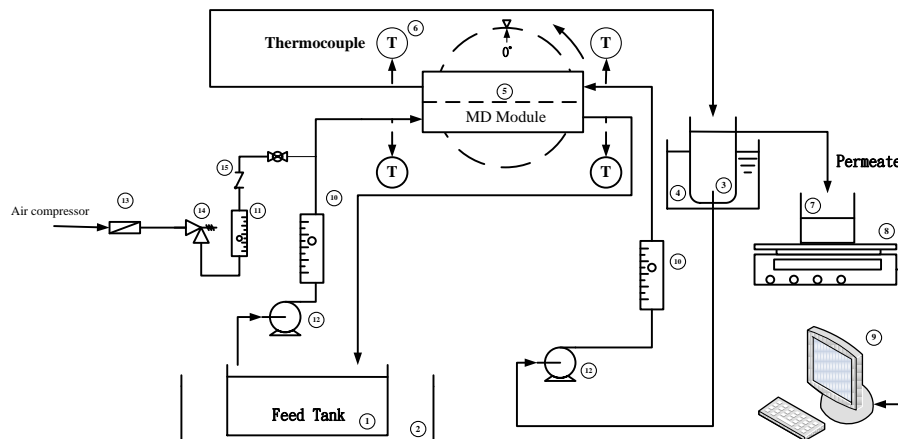 6
T
T
Thermocouple
0°
5
MD Module
T
T
15
13
14
11
10
Air compressor
12
Feed Tank
1
2
10
12
4
3
Permeate
7
8
9